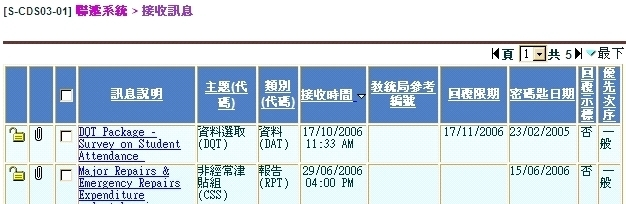 [S-CDS03-01] 聯遞系統 > 接收訊息
頁 1 共 5 最下
訊息說明 主題(代碼) 類別(代碼) 接收時間 教統局參考編號 回覆限期 密碼匙日期 回覆示標 優先次序
DQT Package - Survey on Student Attendance 資料選取(DQT) 資料(DAT) 17/10/2006 11:33 AM 17/11/2006 23/02/2005 否 一般
Major Repairs & Emergency Repairs Expenditure 非經常津貼組(CSS) 報告(RPT) 29/06/2006 04:00 PM 15/06/2006 否 一般